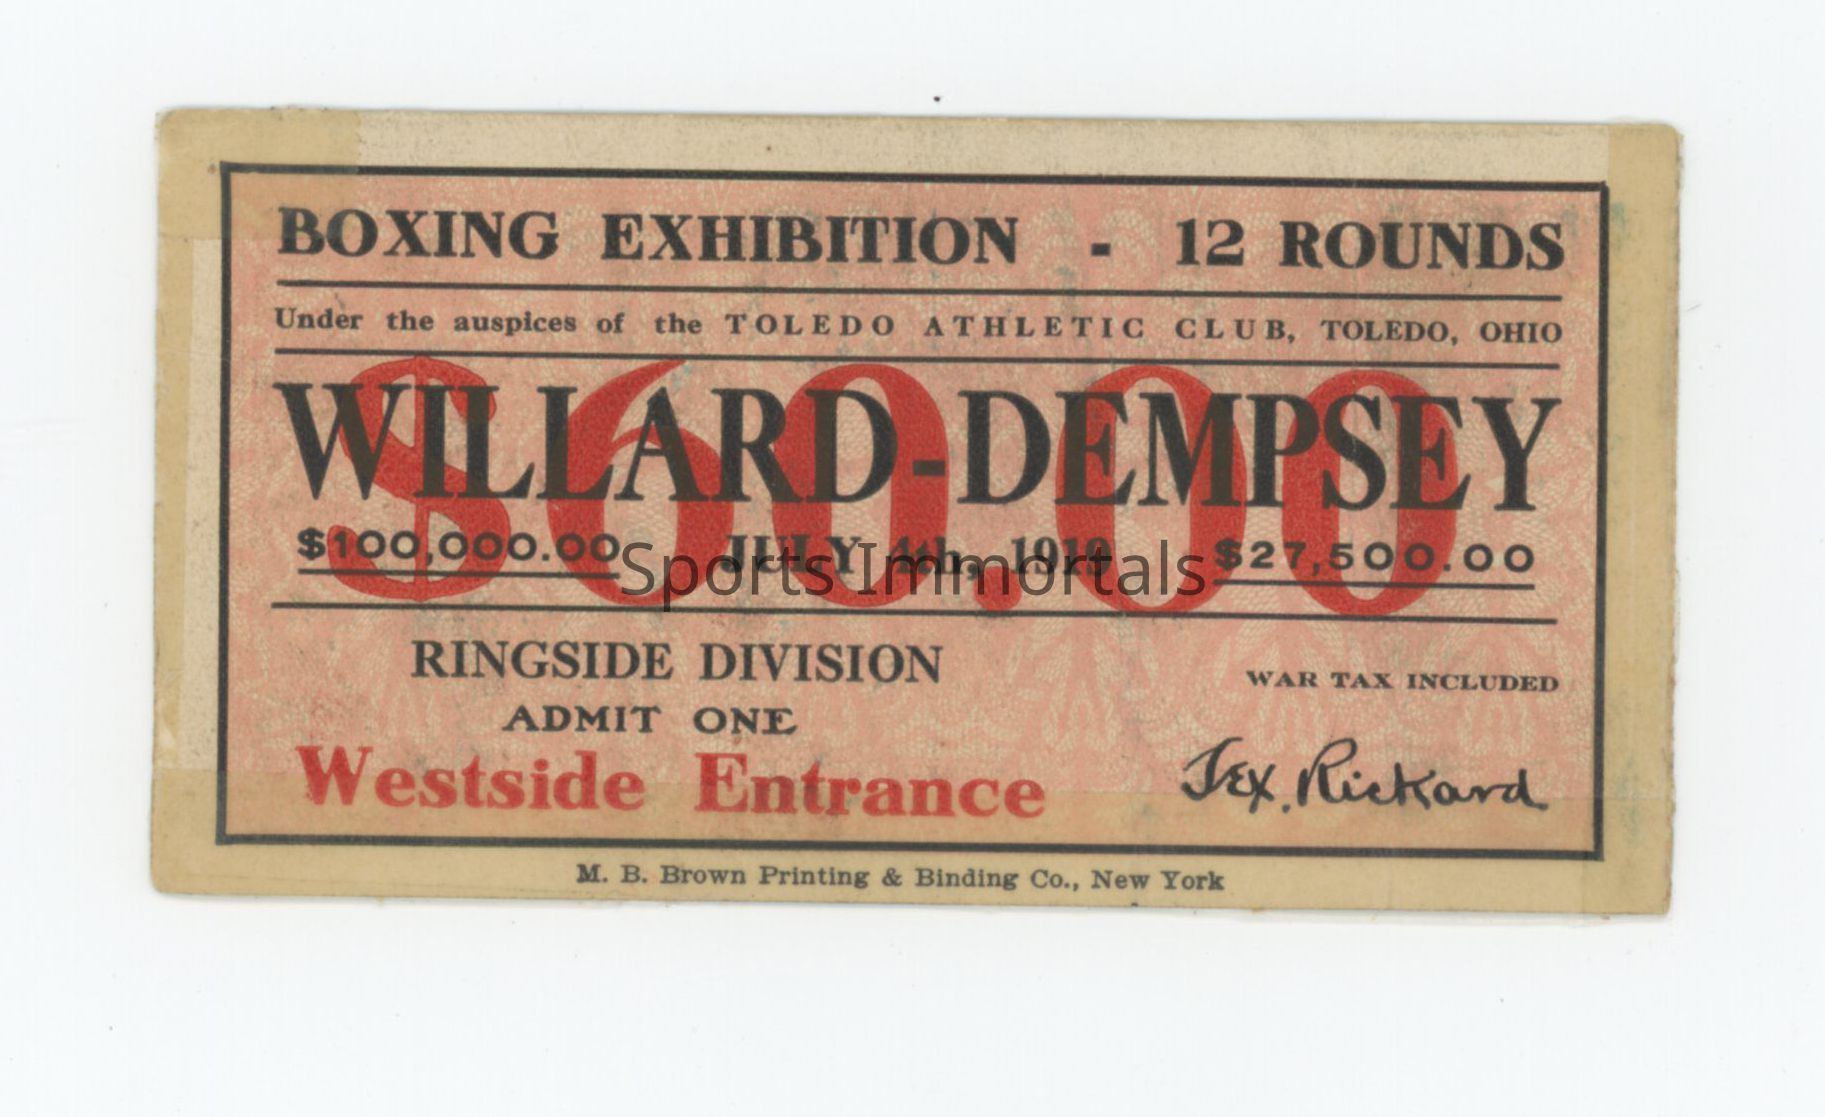 BOXING EXHIBITION - 12 ROUNDS
Under the auspices of the TOLEDO ATHLETIC CLUB, TOLEDO, OHIO
$60.00
WILLARD-DEMPSEY
$100,000.00 JULY 4th, 1919 $27,500.00
Sports Immortals
RINGSIDE DIVISION
WAR TAX INCLUDED
ADMIT ONE
Westside Entrance
Tex. Rickard
M. B. Brown Printing & Binding Co., New York